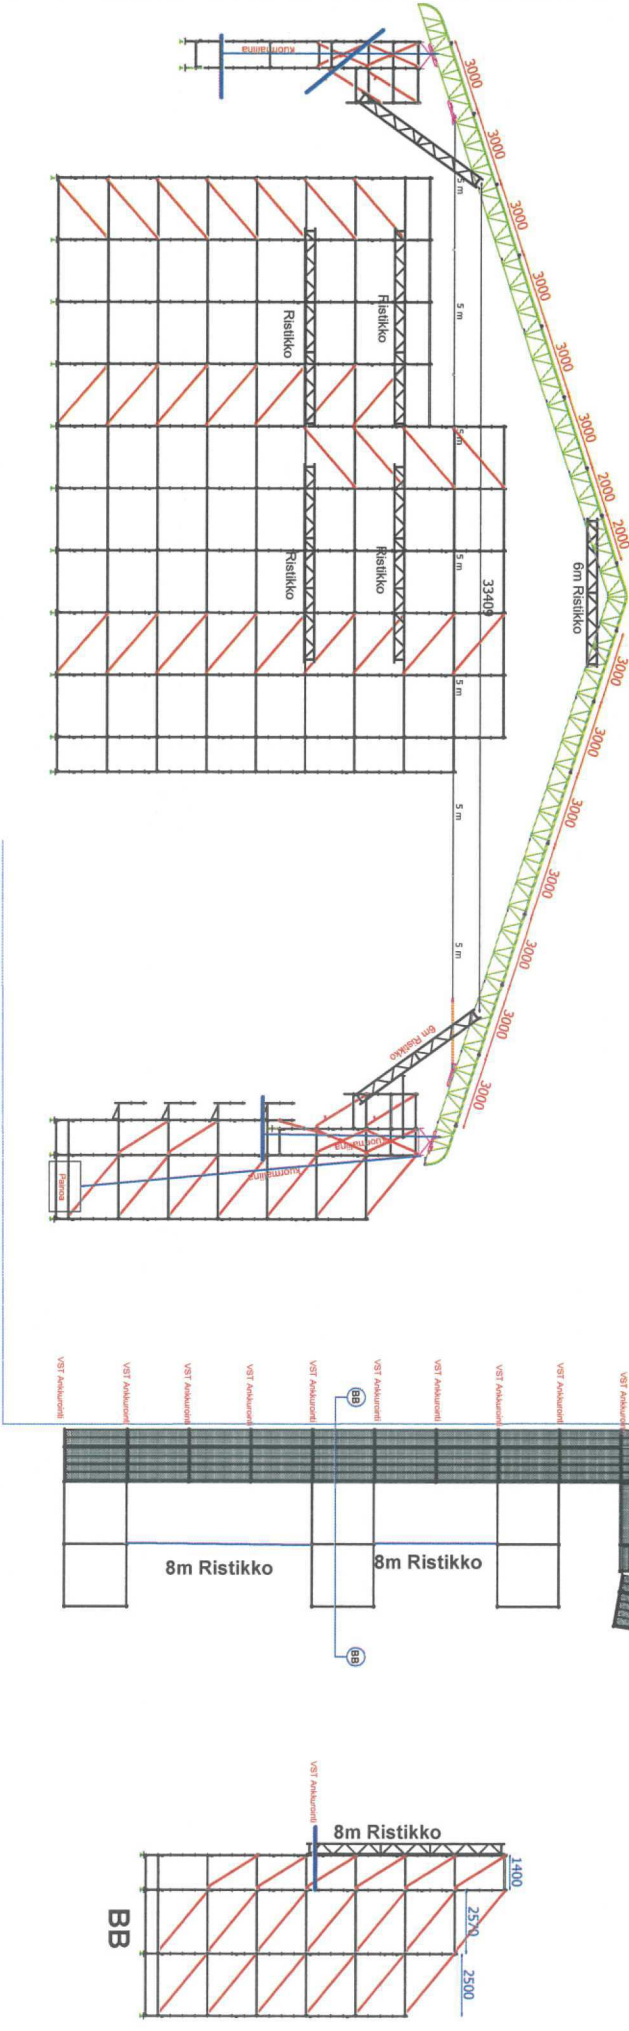 kuormaliina
3000
3000
3000
3000
3000
3000
2000
2000
3000
3000
3000
3000
3000
3000
3000
5 m
5 m
5 m
5 m
5 m
5 m
5 m
33409
6m Ristikko
Ristikko
Ristikko
Ristikko
Ristikko
6m Ristikko
kuormaliina
kuormaliina
Painoa
VST Ankkurointi
VST Ankkurointi
VST Ankkurointi
VST Ankkurointi
VST Ankkurointi
VST Ankkurointi
VST Ankkurointi
VST Ankkurointi
VST Ankkurointi
VST Ankkurointi
BB
8m Ristikko
8m Ristikko
BB
VST Ankkurointi
8m Ristikko
1400
2570
2500
BB